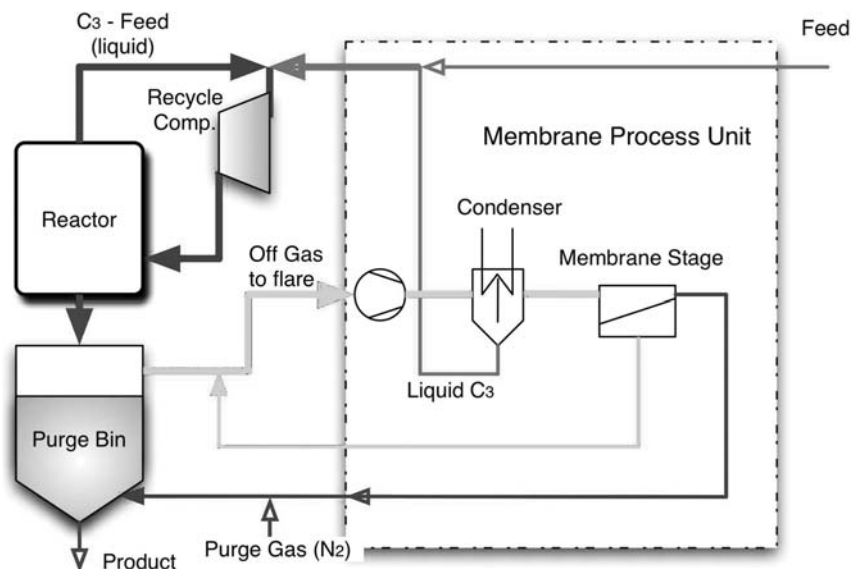 C3 - Feed
(liquid)
Feed
Recycle
Comp.
Membrane Process Unit
Reactor
Condenser
Off Gas
to flare
Membrane Stage
Liquid C3
Purge Bin
Purge Gas (N2)
Product